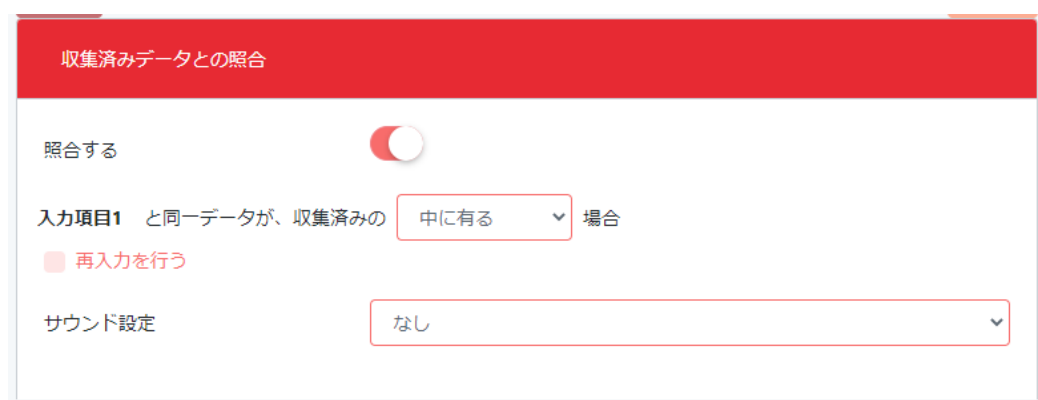 収集済みデータとの照合
照合する
入力項目1 と同一データが、収集済みの 中に有る 場合
再入力を行う
サウンド設定 なし